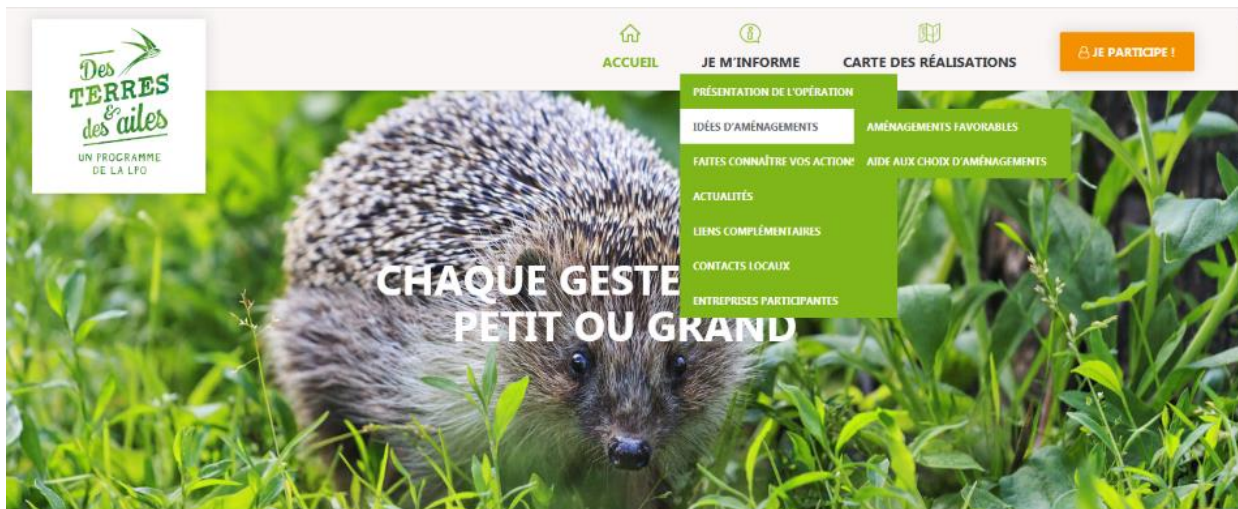 Des
TERRES
&
des ailes
UN PROGRAMME
DE LA LPO
ACCUEIL
JE M'INFORME
CARTE DES RÉALISATIONS
JE PARTICIPE !
PRÉSENTATION DE L'OPÉRATION
IDÉES D'AMÉNAGEMENTS
FAITES CONNAÎTRE VOS ACTIONS
ACTUALITÉS
LIENS COMPLÉMENTAIRES
CONTACTS LOCAUX
ENTREPRISES PARTICIPANTES
AMÉNAGEMENTS FAVORABLES
AIDE AUX CHOIX D'AMÉNAGEMENTS
CHAQUE GESTE
PETIT OU GRAND